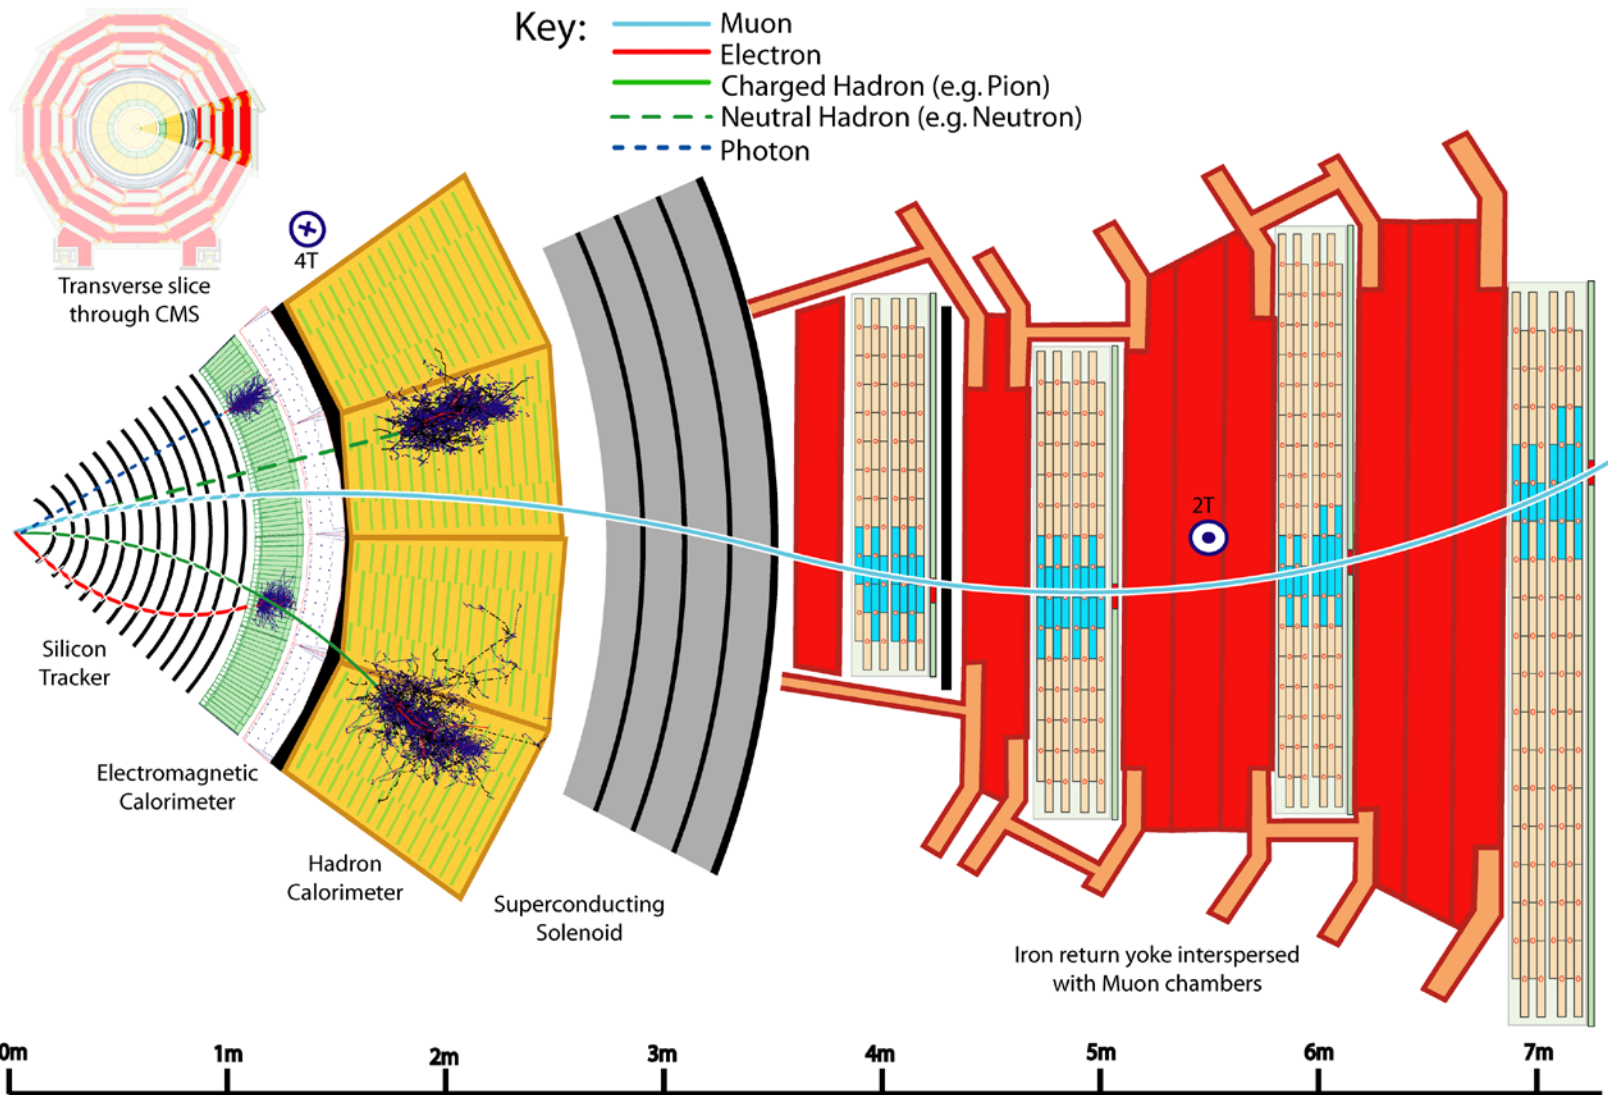 Key:
Muon
Electron
Charged Hadron (e.g. Pion)
Neutral Hadron (e.g. Neutron)
Photon
Transverse slice
through CMS
4T
2T
Silicon
Tracker
Electromagnetic
Calorimeter
Hadron
Calorimeter
Superconducting
Solenoid
Iron return yoke interspersed
with Muon chambers
0m 1m 2m 3m 4m 5m 6m 7m